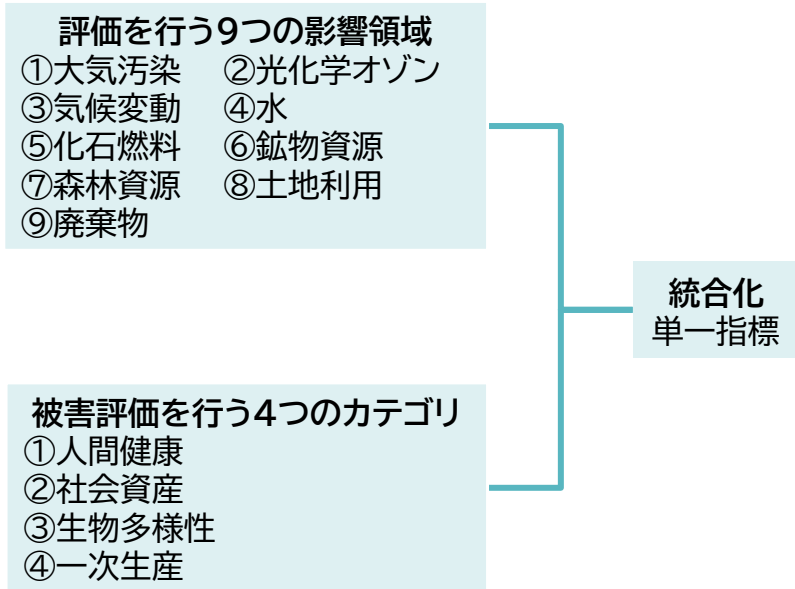 評価を行う9つの影響領域
①大気汚染 ②光化学オゾン
③気候変動 ④水
⑤化石燃料 ⑥鉱物資源
⑦森林資源 ⑧土地利用
⑨廃棄物
統合化
単一指標
被害評価を行う4つのカテゴリ
①人間健康
②社会資産
③生物多様性
④一次生産